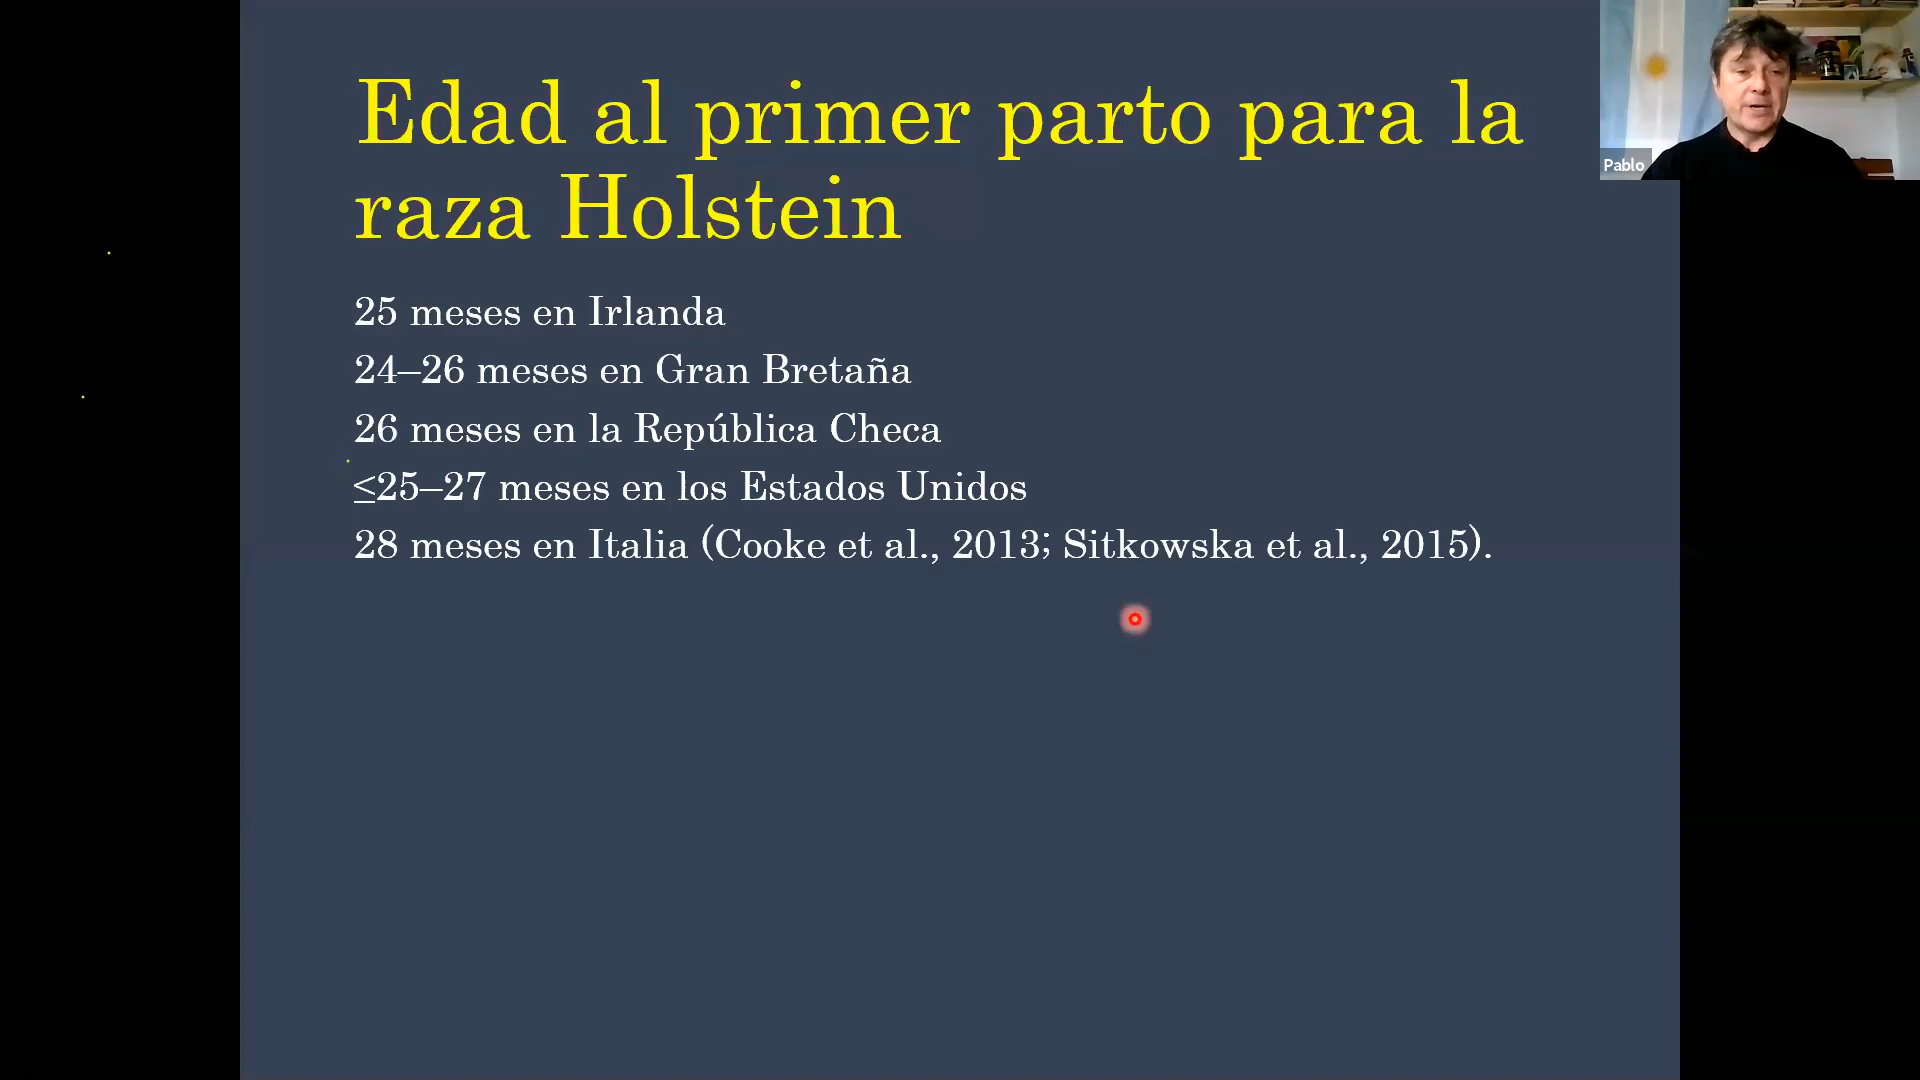 Edad al primer parto para la
raza Holstein
25 meses en Irlanda
24–26 meses en Gran Bretaña
26 meses en la República Checa
≤25–27 meses en los Estados Unidos
28 meses en Italia (Cooke et al., 2013; Sitkowska et al., 2015).
Pablo